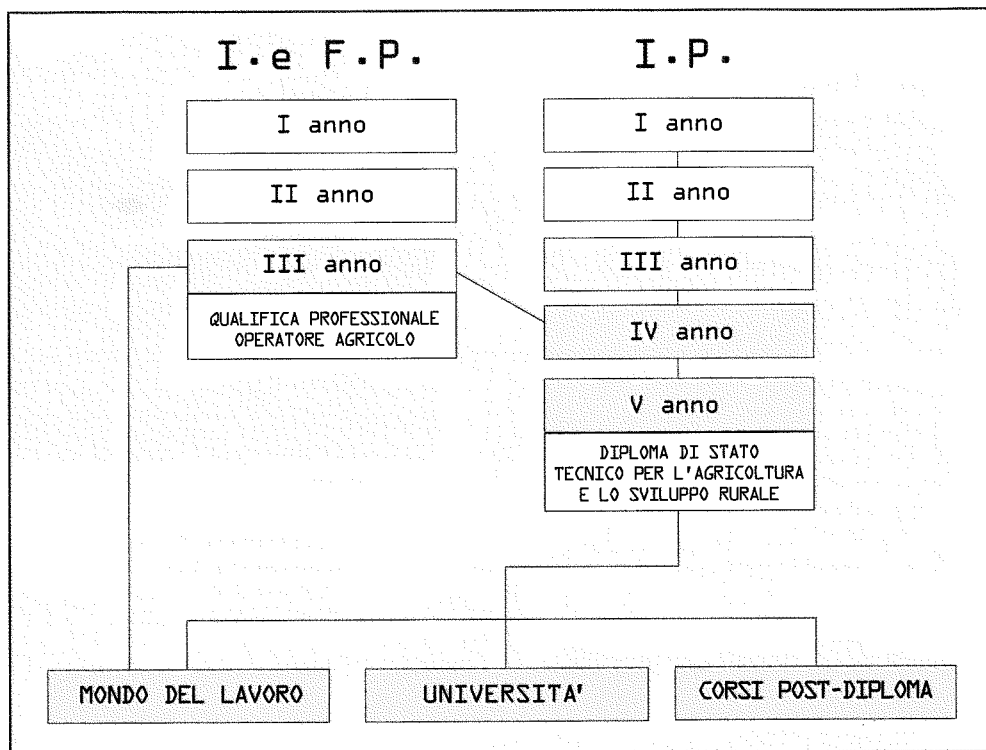 I.e F.P.
I anno
II anno
III anno
QUALIFICA PROFESSIONALE
OPERATORE AGRICOLO
I.P.
I anno
II anno
III anno
IV anno
V anno
DIPLOMA DI STATO
TECNICO PER L'AGRICOLTURA
E LO SVILUPPO RURALE
MONDO DEL LAVORO
UNIVERSITA'
CORSI POST-DIPLOMA